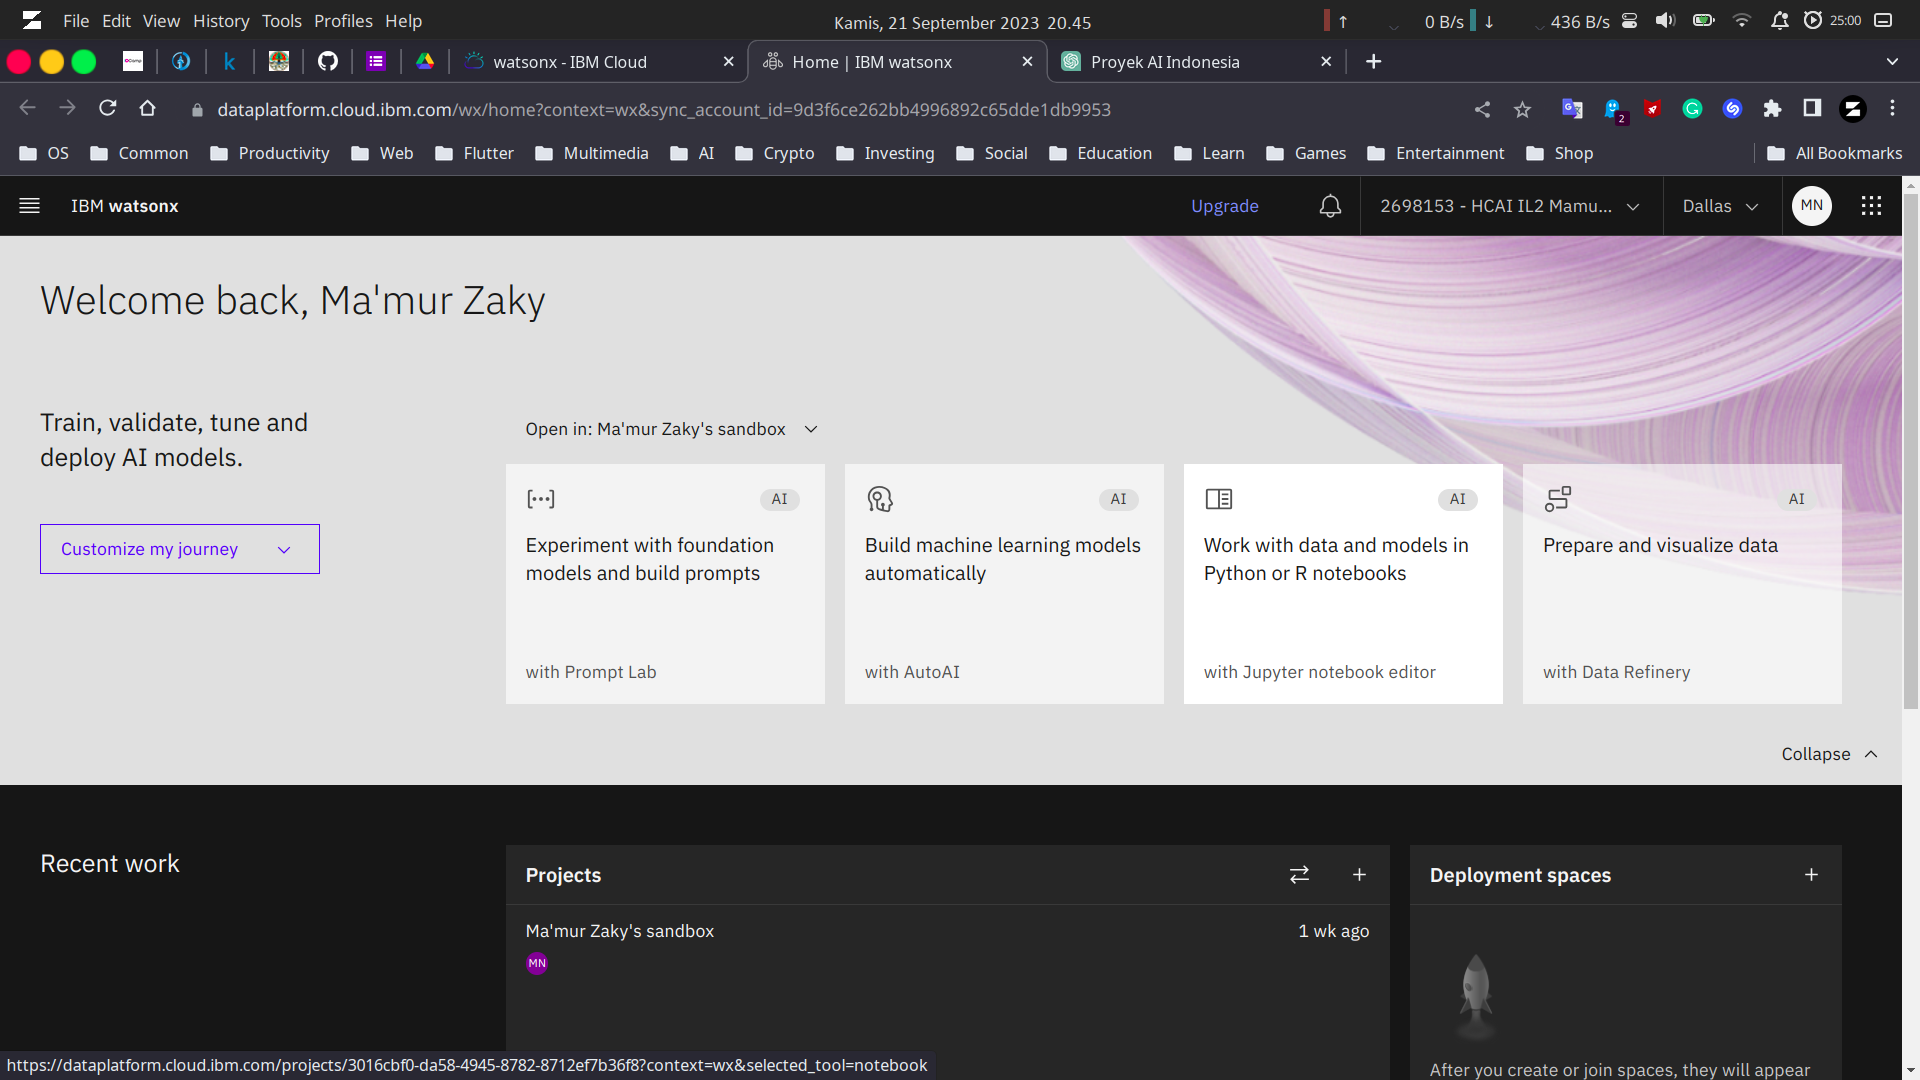 File Edit View History Tools Profiles Help
Kamis, 21 September 2023 20.45
↑ 0 B/s ↓ 436 B/s 25:00
watsonx - IBM Cloud
Home | IBM watsonx
Proyek AI Indonesia
dataplatform.cloud.ibm.com/wx/home?context=wx&sync_account_id=9d3f6ce262bb4996892c65dde1db9953
2
OS Common Productivity Web Flutter Multimedia AI Crypto Investing Social Education Learn Games Entertainment Shop All Bookmarks
IBM watsonx
Upgrade
2698153 - HCAI IL2 Mamu...
Dallas
MN
Welcome back, Ma'mur Zaky
Train, validate, tune and
deploy AI models.
Customize my journey
Open in: Ma'mur Zaky's sandbox
AI
Experiment with foundation
models and build prompts
with Prompt Lab
AI
Build machine learning models
automatically
with AutoAI
AI
Work with data and models in
Python or R notebooks
with Jupyter notebook editor
AI
Prepare and visualize data
with Data Refinery
Collapse
Recent work
Projects
Ma'mur Zaky's sandbox
1 wk ago
MN
Deployment spaces
After you create or join spaces, they will appear
https://dataplatform.cloud.ibm.com/projects/3016cbf0-da58-4945-8782-8712ef7b36f8?context=wx&selected_tool=notebook